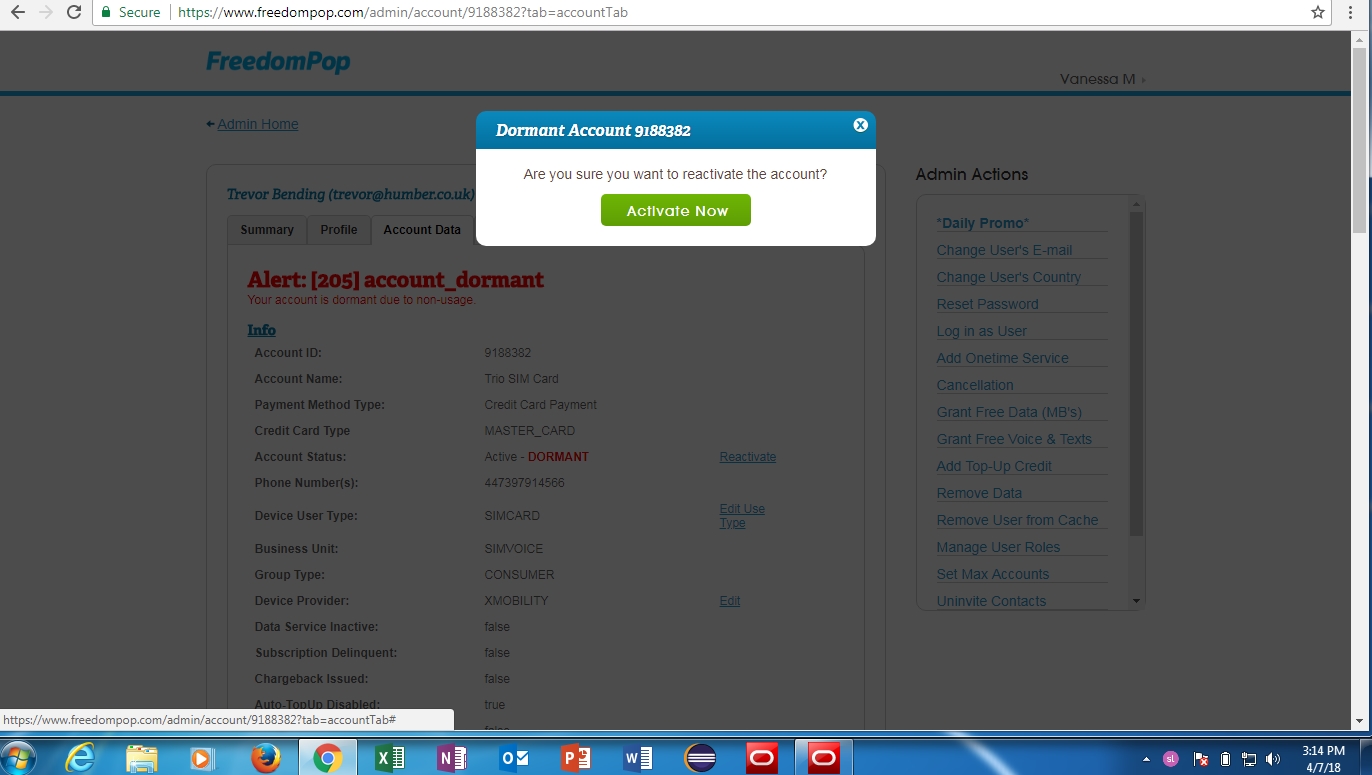 Secure https://www.freedompop.com/admin/account/9188382?tab=accountTab
FreedomPop
Vanessa M
Admin Home
Dormant Account 9188382
Are you sure you want to reactivate the account?
Activate Now
Trevor Bending (trevor@humber.co.uk)
Summary Profile Account Data
Alert: [205] account_dormant
Your account is dormant due to non-usage.
Info
Account ID: 9188382
Account Name: Trio SIM Card
Payment Method Type: Credit Card Payment
Credit Card Type MASTER_CARD
Account Status: Active - DORMANT Reactivate
Phone Number(s): 447397914566
Device User Type: SIMCARD Edit Use
Type
Business Unit: SIMVOICE
Group Type: CONSUMER
Device Provider: XMOBILITY Edit
Data Service Inactive: false
Subscription Delinquent: false
Chargeback Issued: false
Auto-TopUp Disabled: true
false
Admin Actions
*Daily Promo*
Change User's E-mail
Change User's Country
Reset Password
Log in as User
Add Onetime Service
Cancellation
Grant Free Data (MB's)
Grant Free Voice & Texts
Add Top-Up Credit
Remove Data
Remove User from Cache
Manage User Roles
Set Max Accounts
Uninvite Contacts
https://www.freedompop.com/admin/account/9188382?tab=accountTab#
sl
3:14 PM
4/7/18